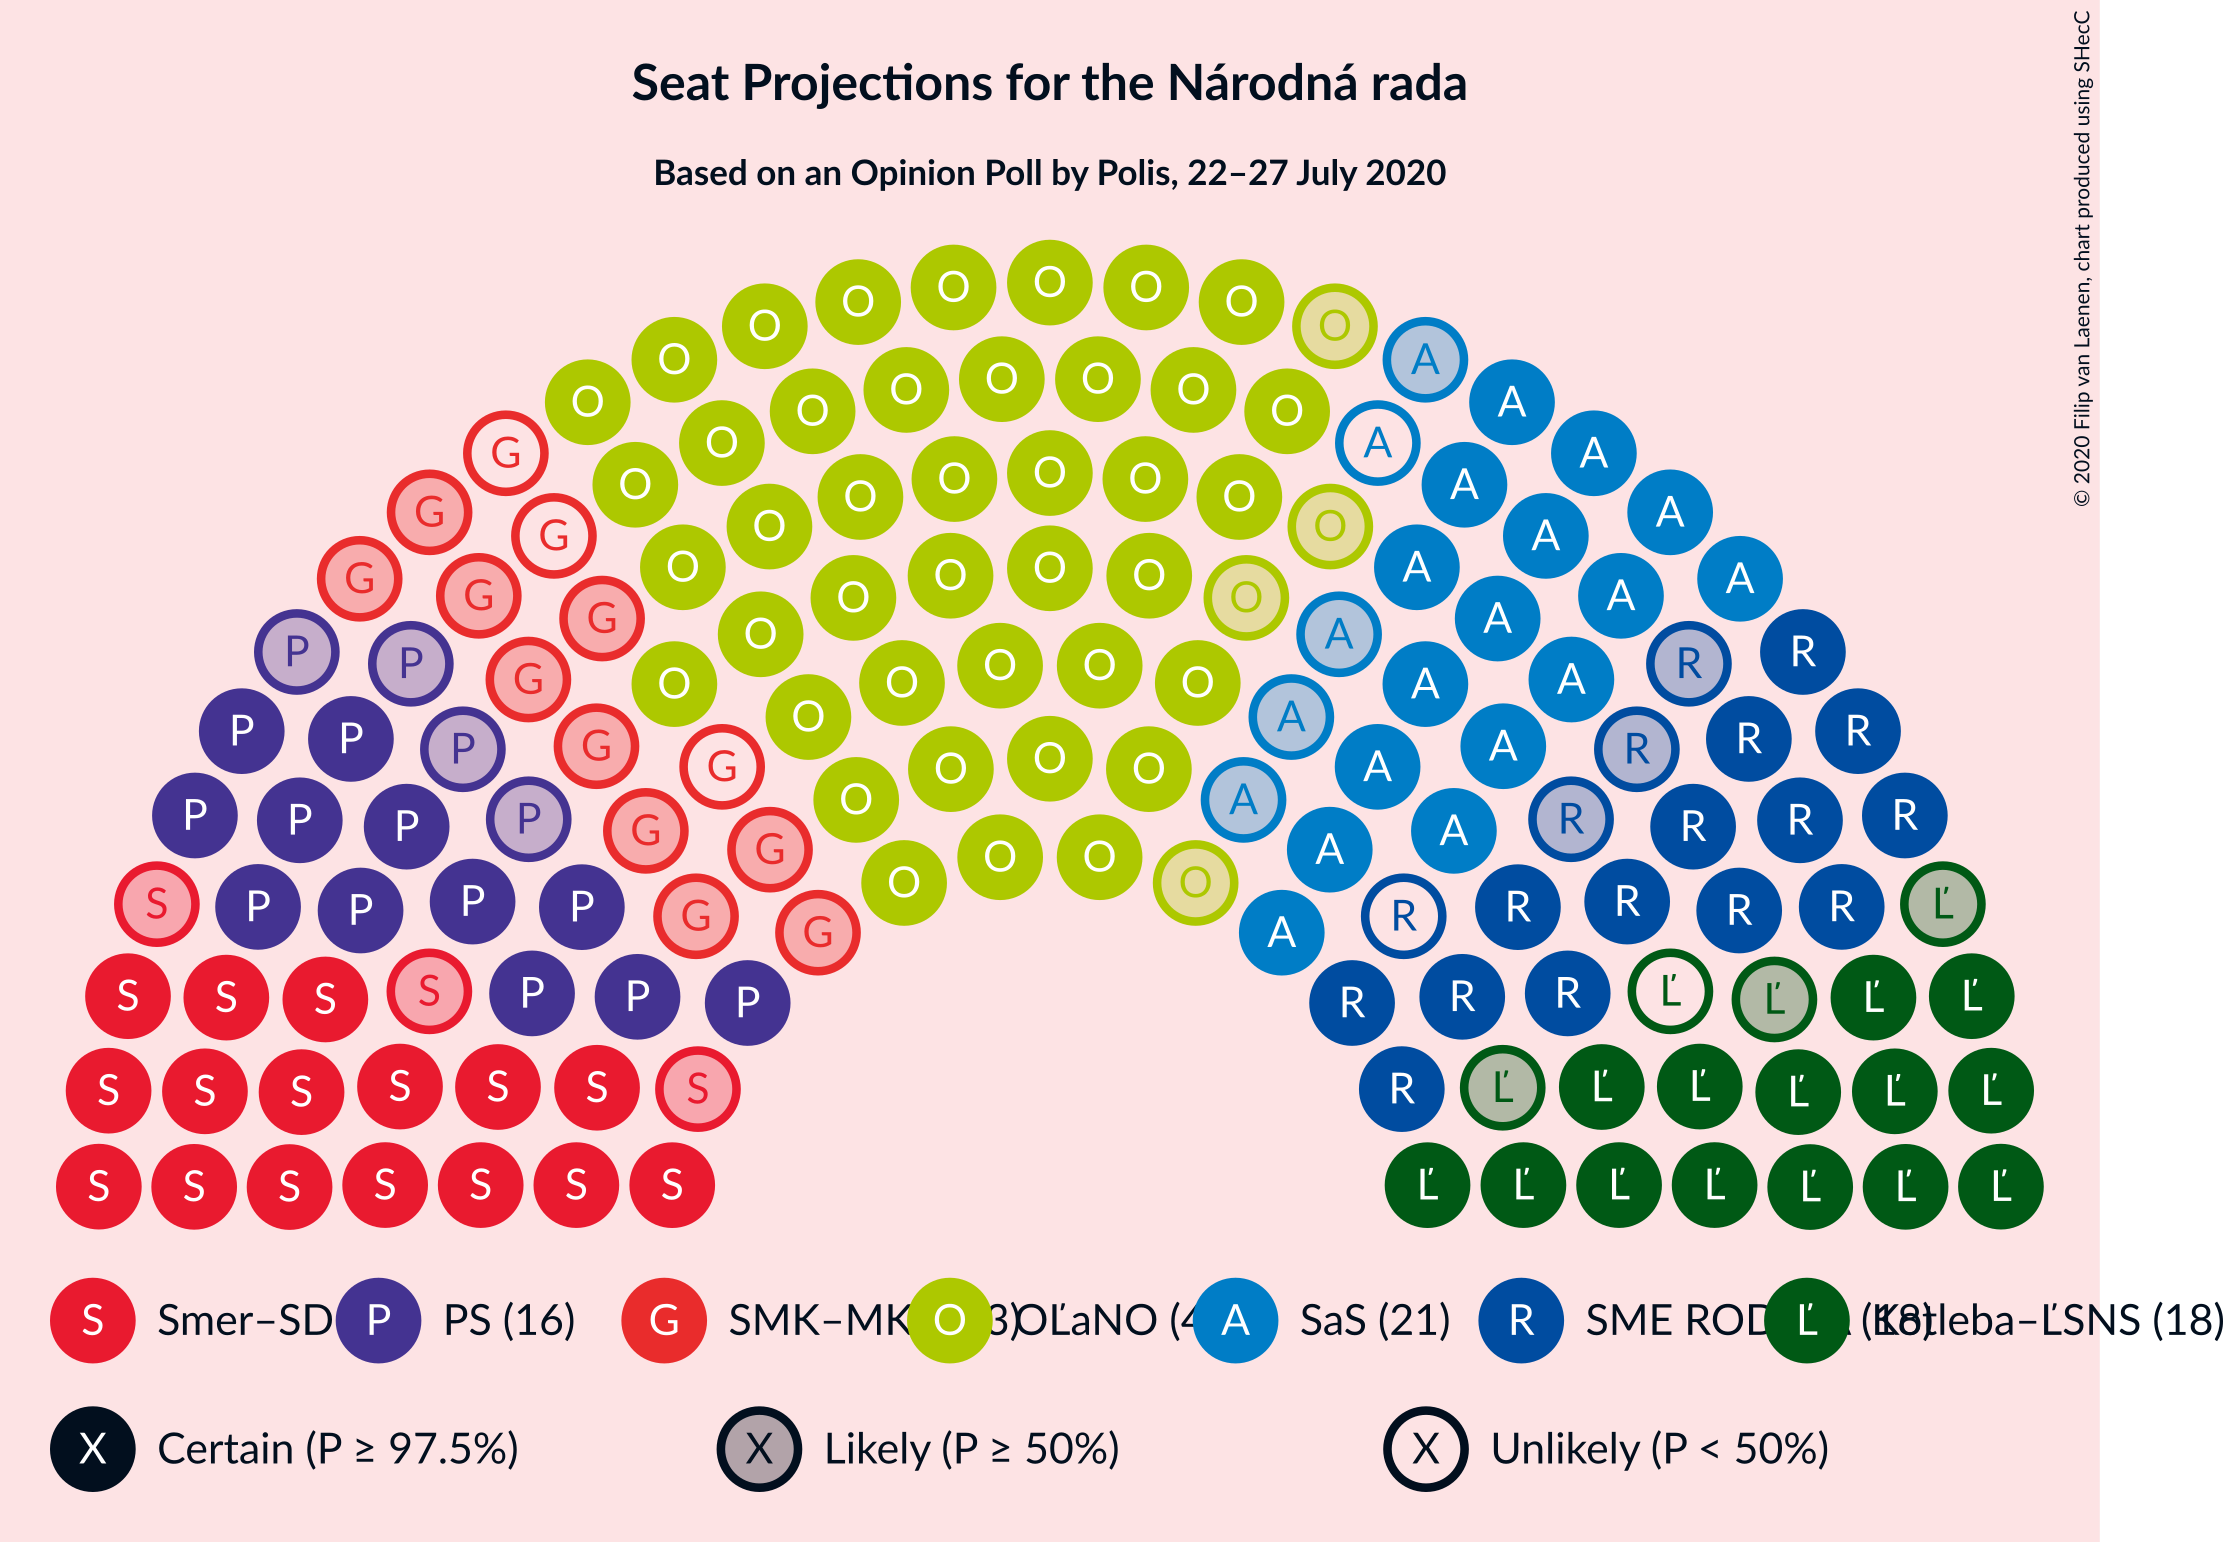 Seat Projections for the Národná rada
Based on an Opinion Poll by Polis, 22–27 July 2020
© 2020 Filip van Laenen, chart produced using SHecC
O O O O O
O O
O A
O O O O O O O A
G O A A
G O O O O O O A A
G O O A
G G O O O O O O A A A
G O A A
P P G O O O O O A A R R
P P P G O A A R R R
G O O O A
P P P P G O A A R R R R
G O O A
S P P P P G G O O A R R R R R Ľ
S S S S P P P R R R Ľ Ľ Ľ Ľ
S S S S S S S R Ľ Ľ Ľ Ľ Ľ Ľ
S S S S S S S Ľ Ľ Ľ Ľ Ľ Ľ Ľ
S Smer–SD P PS (16) G SMK–MK 3) O OĽaNO (4 A SaS (21) R SME ROD (18) Ľ Kotleba–ĽSNS (18)
X Certain (P ≥ 97.5%) X Likely (P ≥ 50%) X Unlikely (P < 50%)